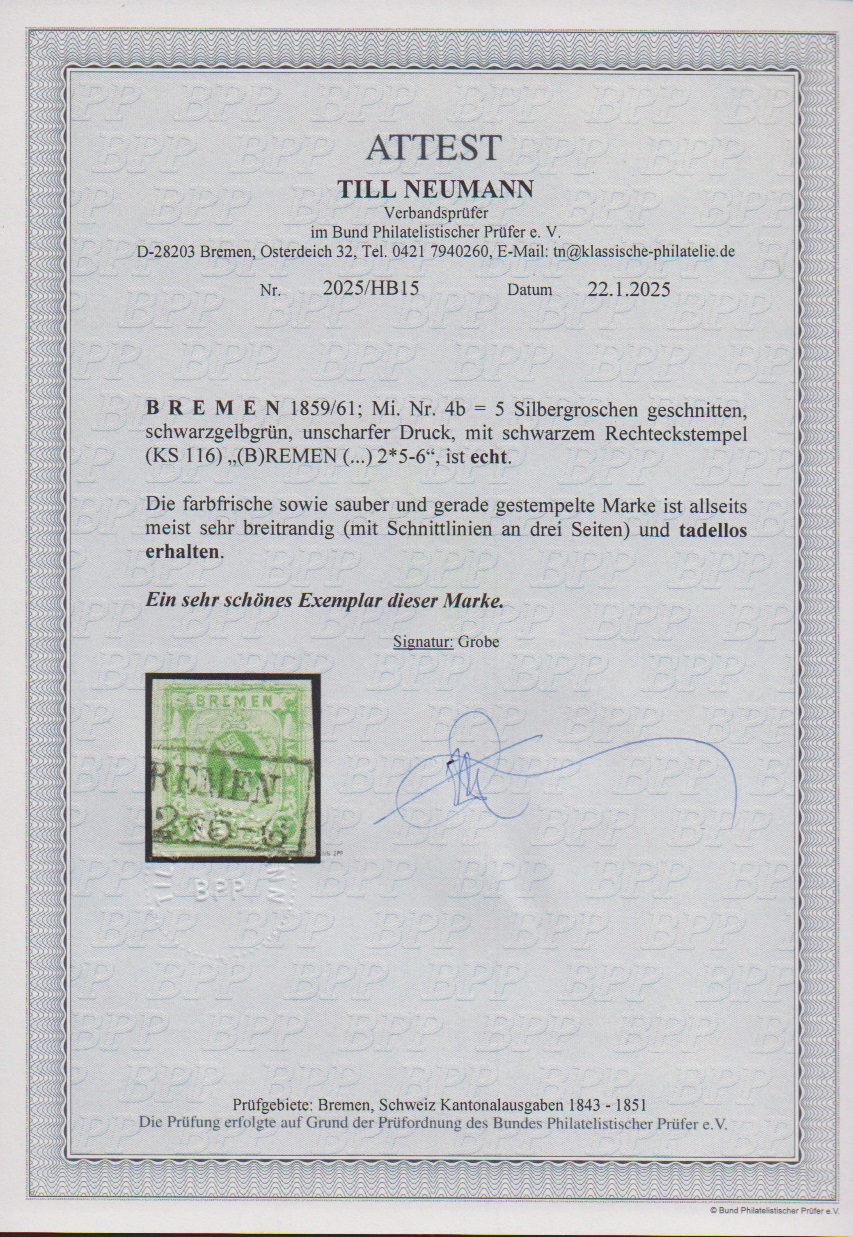 ATTEST
TILL NEUMANN
Verbandsprüfer
im Bund Philatelistischer Prüfer e. V.
D-28203 Bremen, Osterdeich 32, Tel. 0421 7940260, E-Mail: tn@klassische-philatelie.de
Nr. 2025/HB15 Datum 22.1.2025
B R E M E N 1859/61; Mi. Nr. 4b = 5 Silbergroschen geschnitten,
schwarzgelbgrün, unscharfer Druck, mit schwarzem Rechteckstempel
(KS 116) „(B)REMEN (...) 2*5-6“, ist echt.
Die farbfrische sowie sauber und gerade gestempelte Marke ist allseits
meist sehr breitrandig (mit Schnittlinien an drei Seiten) und tadellos
erhalten.
Ein sehr schönes Exemplar dieser Marke.
Signatur: Grobe
BREMEN
REMEN
2*5-6
BPP
Prüfgebiete: Bremen, Schweiz Kantonalausgaben 1843 - 1851
Die Prüfung erfolgte auf Grund der Prüfordnung des Bundes Philatelistischer Prüfer e.V.
© Bund Philatelistischer Prüfer e.V.